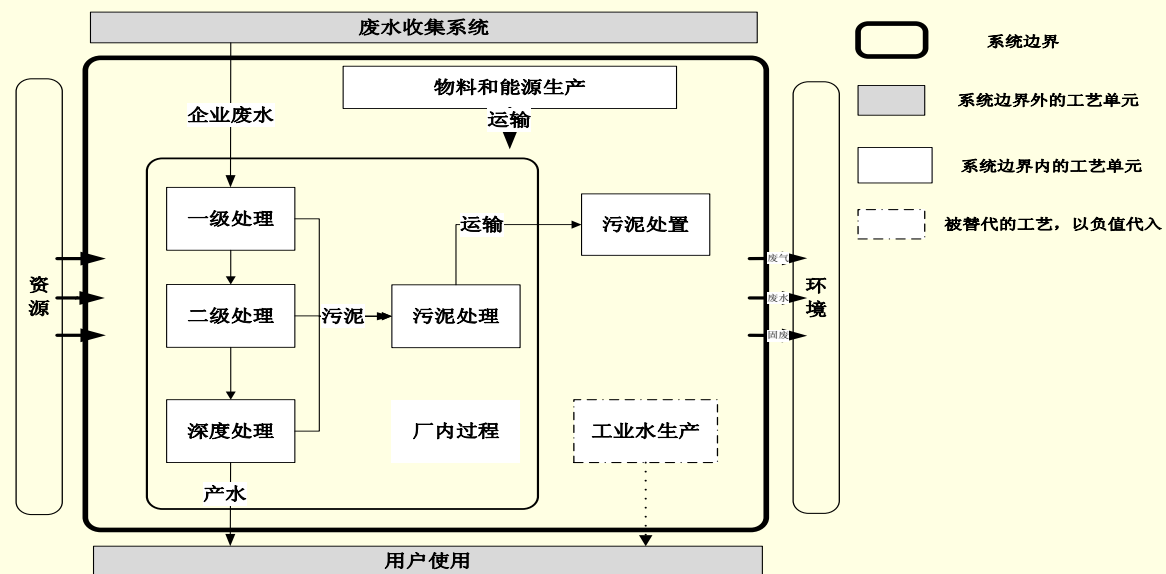 废水收集系统
系统边界
物料和能源生产
运输
企业废水
系统边界外的工艺单元
系统边界内的工艺单元
一级处理
运输
污泥处置
被替代的工艺，以负值代入
资源
废气
废水
固废
环境
二级处理
污泥
污泥处理
深度处理
厂内过程
工业水生产
产水
用户使用